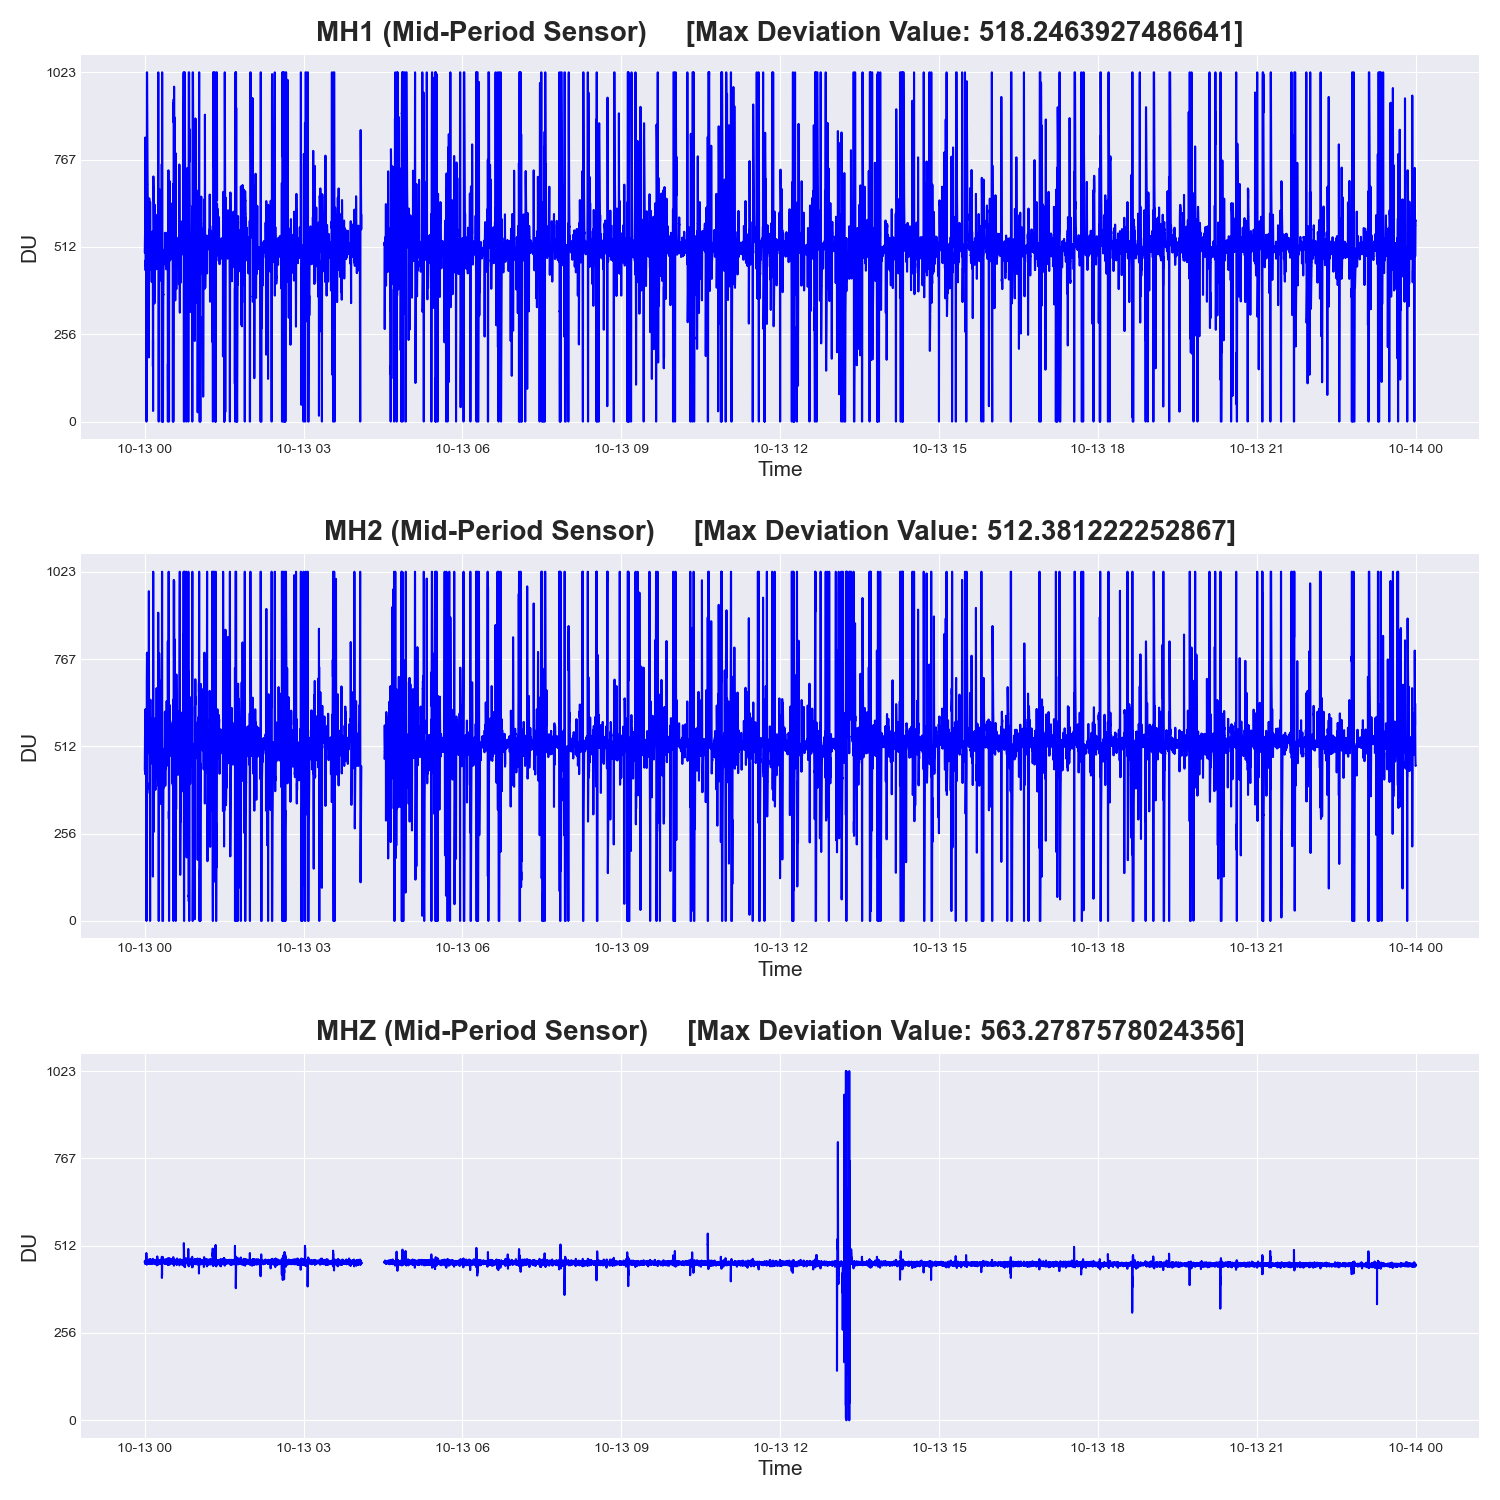 MH1 (Mid-Period Sensor) [Max Deviation Value: 518.2463927486641]
1023
767
512
256
0
DU
10-13 00 10-13 03 10-13 06 10-13 09 10-13 12 10-13 15 10-13 18 10-13 21 10-14 00
Time
MH2 (Mid-Period Sensor) [Max Deviation Value: 512.381222252867]
1023
767
512
256
0
DU
10-13 00 10-13 03 10-13 06 10-13 09 10-13 12 10-13 15 10-13 18 10-13 21 10-14 00
Time
MHZ (Mid-Period Sensor) [Max Deviation Value: 563.2787578024356]
1023
767
512
256
0
DU
10-13 00 10-13 03 10-13 06 10-13 09 10-13 12 10-13 15 10-13 18 10-13 21 10-14 00
Time